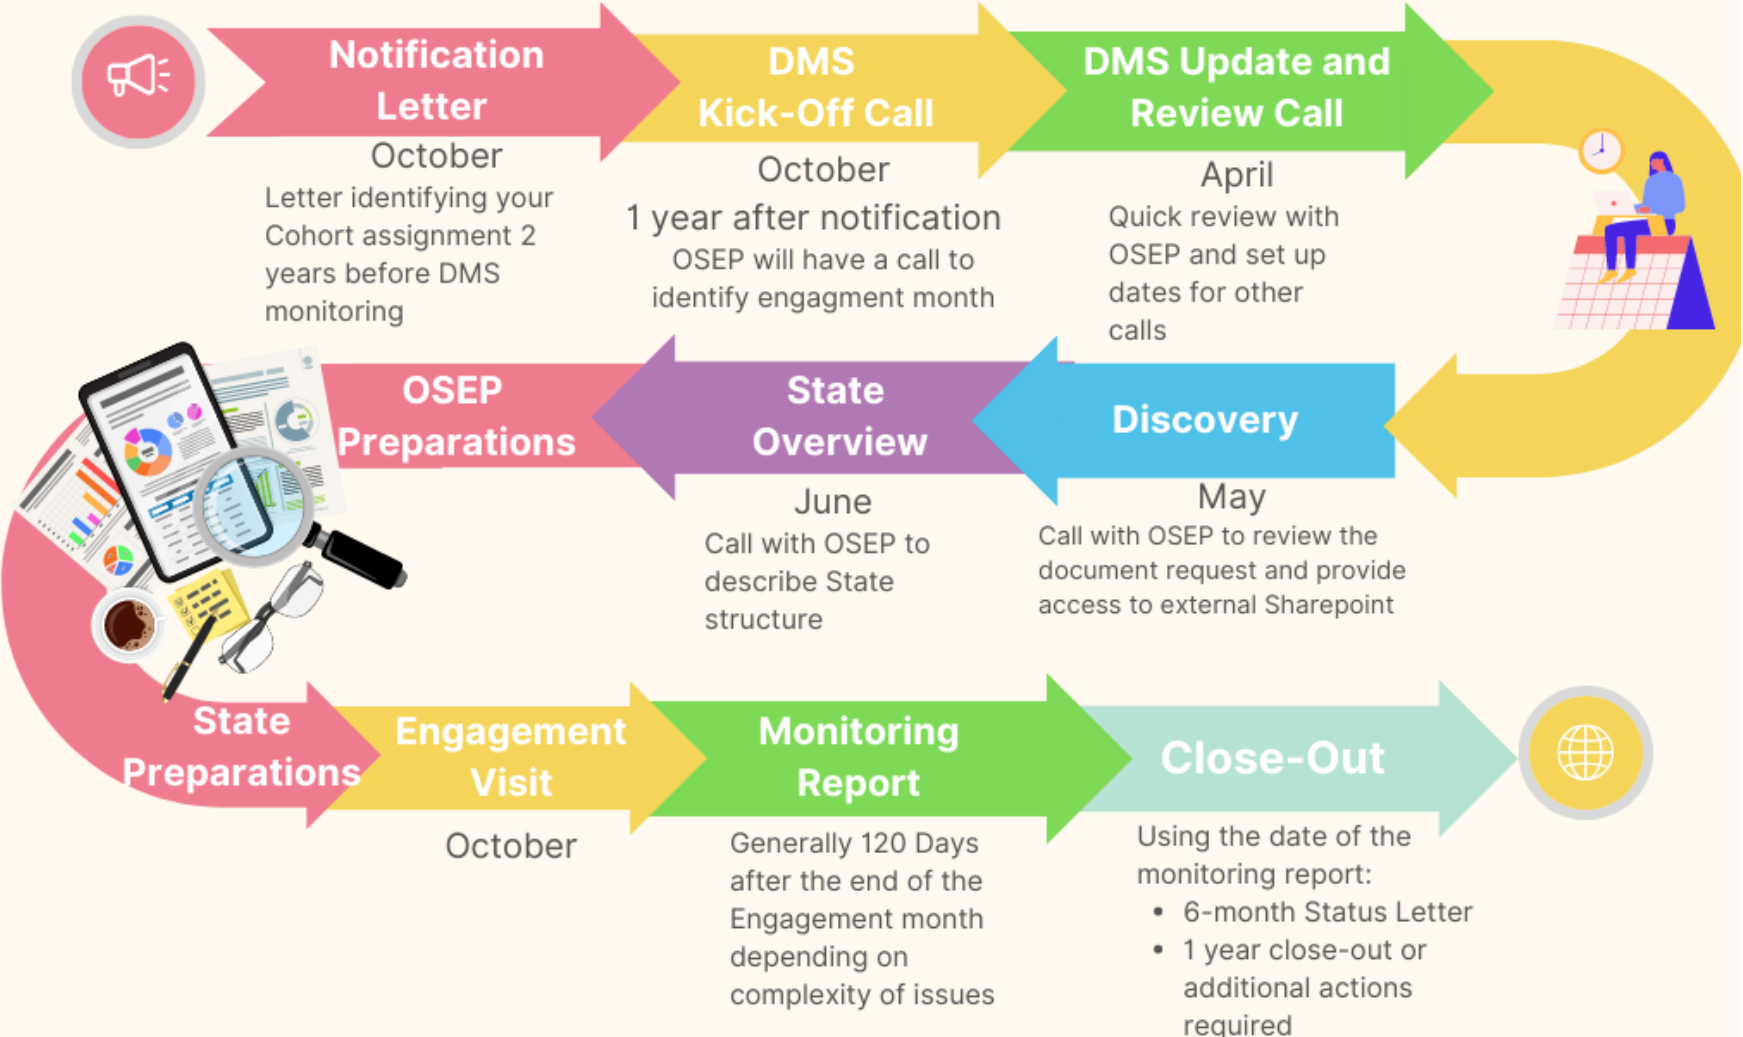 Notification
Letter
October
Letter identifying your
Cohort assignment 2
years before DMS
monitoring
DMS
Kick-Off Call
October
1 year after notification
OSEP will have a call to
identify engagment month
DMS Update and
Review Call
April
Quick review with
OSEP and set up
dates for other
calls
Discovery
May
Call with OSEP to review the
document request and provide
access to external Sharepoint
State
Overview
June
Call with OSEP to
describe State
structure
OSEP
Preparations
State
Preparations
Engagement
Visit
October
Monitoring
Report
Generally 120 Days
after the end of the
Engagement month
depending on
complexity of issues
Close-Out
Using the date of the
monitoring report:
• 6-month Status Letter
• 1 year close-out or
additional actions
required